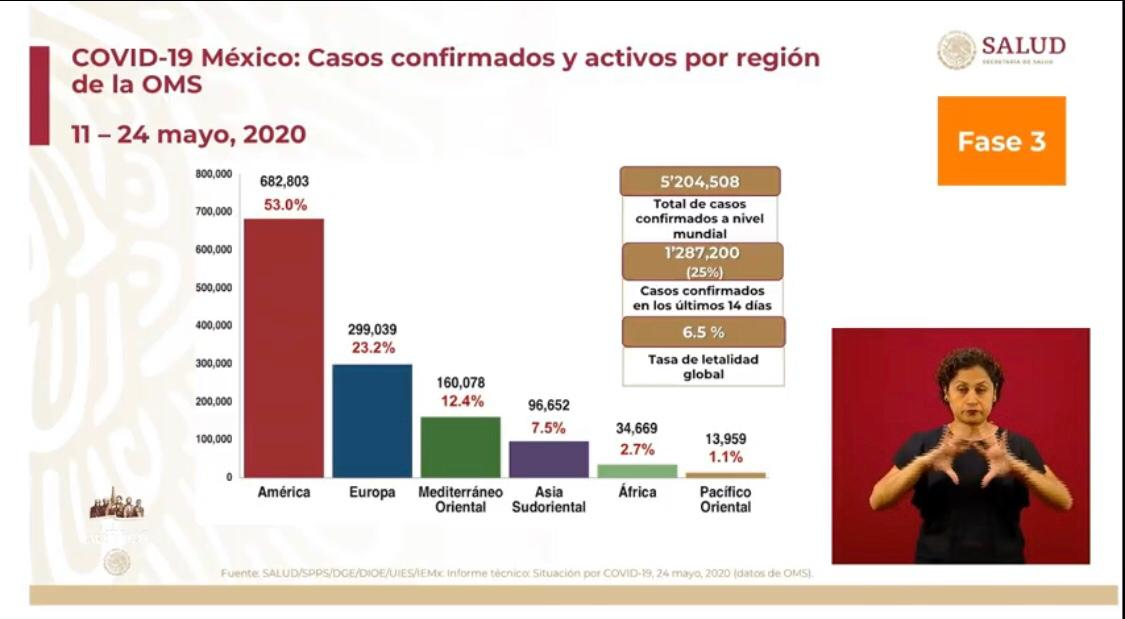 COVID-19 México: Casos confirmados y activos por región
de la OMS
11 – 24 mayo, 2020
SALUD
SECRETARÍA DE SALUD
Fase 3
800,000
700,000
600,000
500,000
400,000
300,000
200,000
100,000
0
682,803
53.0%
299,039
23.2%
160,078
12.4%
96,652
7.5%
34,669
2.7%
13,959
1.1%
América
Europa
Mediterráneo
Oriental
Asia
Sudoriental
África
Pacífico
Oriental
5’204,508
Total de casos
confirmados a nivel
mundial
1’287,200
(25%)
Casos confirmados
en los últimos 14 días
6.5 %
Tasa de letalidad
global
Fuente: SALUD/SPPS/DGE/DIOE/UIES/IEMx. Informe técnico: Situación por COVID-19, 24 mayo, 2020 (datos de OMS).